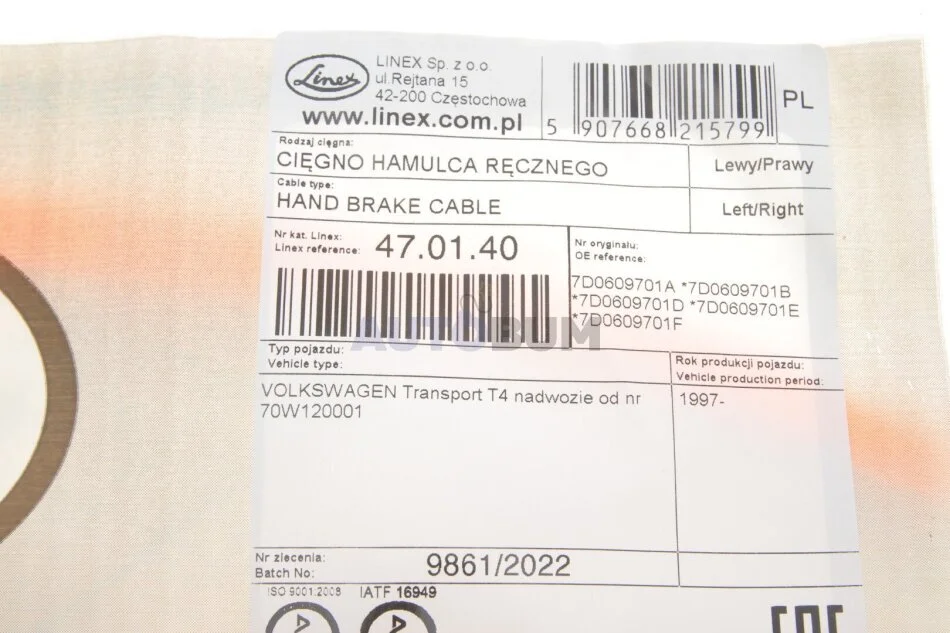 Linex
LINEX Sp. z o.o.
ul.Rejtana 15
42-200 Częstochowa
www.linex.com.pl
5 907668 215799
PL
Rodzaj cięgna:
CIĘGNO HAMULCA RĘCZNEGO
Lewy/Prawy
Cable type:
HAND BRAKE CABLE
Left/Right
Nr kat. Linex:
Linex reference:
47.01.40
Nr oryginału:
OE reference:
7D0609701A *7D0609701B
*7D0609701D *7D0609701E
*7D0609701F
AUTOBUM
Typ pojazdu:
Vehicle type:
Rok produkcji pojazdu:
Vehicle production period:
VOLKSWAGEN Transport T4 nadwozie od nr
70W120001
1997-
Nr zlecenia:
Batch No:
9861/2022
ISO 9001:2008
IATF 16949